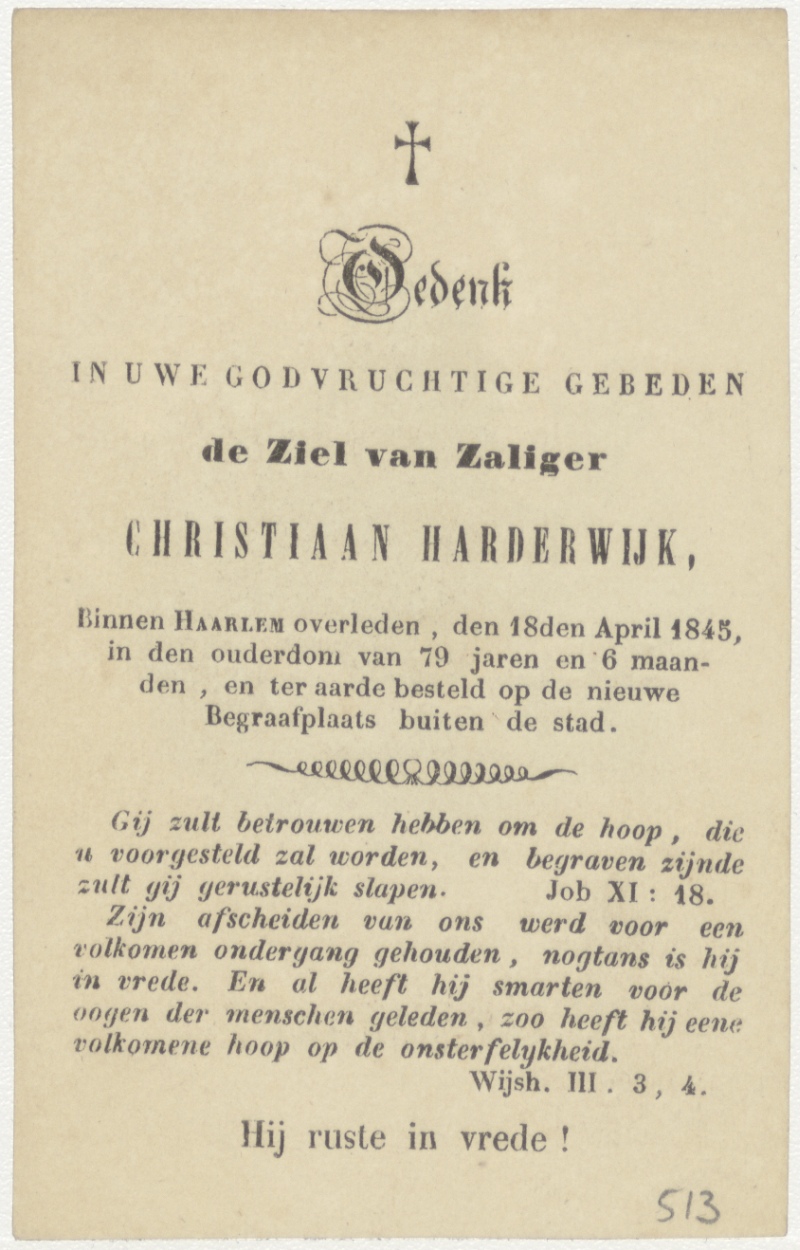 †
Gedenk
IN UWE GODVRUCHTIGE GEBEDEN
de Ziel van Zaliger
CHRISTIAAN HARDERWIJK,
Binnen HAARLEM overleden, den 18den April 1845,
in den ouderdom van 79 jaren en 6 maan-
den, en ter aarde besteld op de nieuwe
Begraafplaats buiten de stad.
Gij zult betrouwen hebben om de hoop, die
u voorgesteld zal worden, en begraven zijnde
zult gij gerustelijk slapen. Job XI: 18.
Zijn afscheiden van ons werd voor een
volkomen ondergang gehouden, nogtans is hij
in vrede. En al heeft hij smarten voor de
oogen der menschen geleden, zoo heeft hij eene
volkomene hoop op de onsterfelykheid.
Wijsh. III. 3, 4.
Hij ruste in vrede!
513